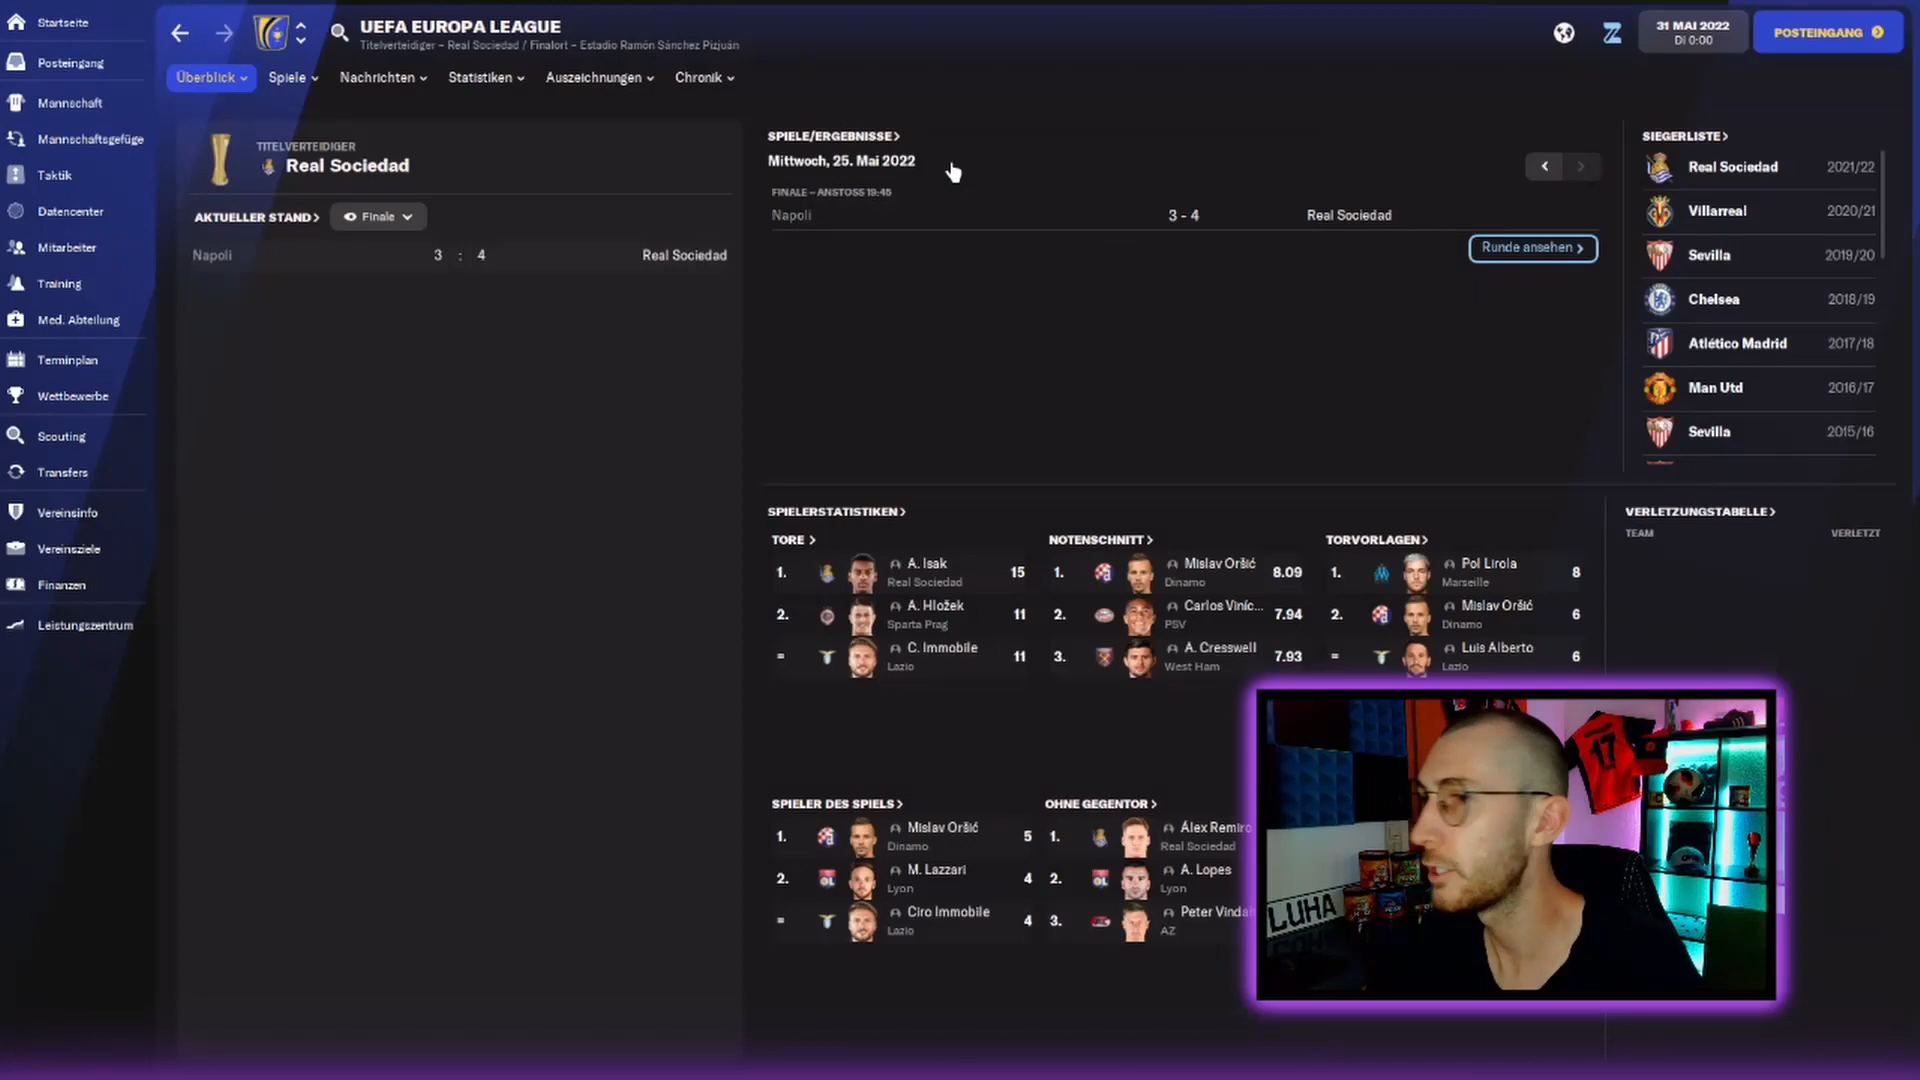 Startseite
Posteingang
Mannschaft
Mannschaftsgefüge
Taktik
Datencenter
Mitarbeiter
Training
Med. Abteilung
Terminplan
Wettbewerbe
Scouting
Transfers
Vereinsinfo
Vereinsziele
Finanzen
Leistungszentrum
UEFA EUROPA LEAGUE
Titelverteidiger – Real Sociedad / Finalort – Estadio Ramón Sánchez Pizjuán
31 MAI 2022
DI 0:00
POSTEINGANG
Überblick
Spiele
Nachrichten
Statistiken
Auszeichnungen
Chronik
TITELVERTEIDIGER
Real Sociedad
AKTUELLER STAND>
Finale
Napoli 3 : 4 Real Sociedad
SPIELE/ERGEBNISSE>
Mittwoch, 25. Mai 2022
FINALE – ANSTOSS 19:45
Napoli 3 - 4 Real Sociedad
Runde ansehen >
SIEGERLISTE>
Real Sociedad 2021/22
Villarreal 2020/21
Sevilla 2019/20
Chelsea 2018/19
Atlético Madrid 2017/18
Man Utd 2016/17
Sevilla 2015/16
SPIELERSTATISTIKEN>
TORE >
1. A. Isak 15
Real Sociedad
2. A. Hložek 11
Sparta Prag
= C. Immobile 11
Lazio
NOTENSCHNITT>
1. Mislav Oršić 8.09
Dinamo
2. Carlos Viníc... 7.94
PSV
3. A. Cresswell 7.93
West Ham
TORVORLAGEN>
1. Pol Lirola 8
Marseille
2. Mislav Oršić 6
Dinamo
= Luis Alberto 6
Lazio
VERLETZUNGSTABELLE>
TEAM VERLETZT
SPIELER DES SPIELS>
1. Mislav Oršić 5
Dinamo
2. M. Lazzari 4
Lyon
= Ciro Immobile 4
Lazio
OHNE GEGENTOR >
1. Álex Remiro
Real Sociedad
2. A. Lopes
Lyon
3. Peter Vinda
AZ
17
LUHA